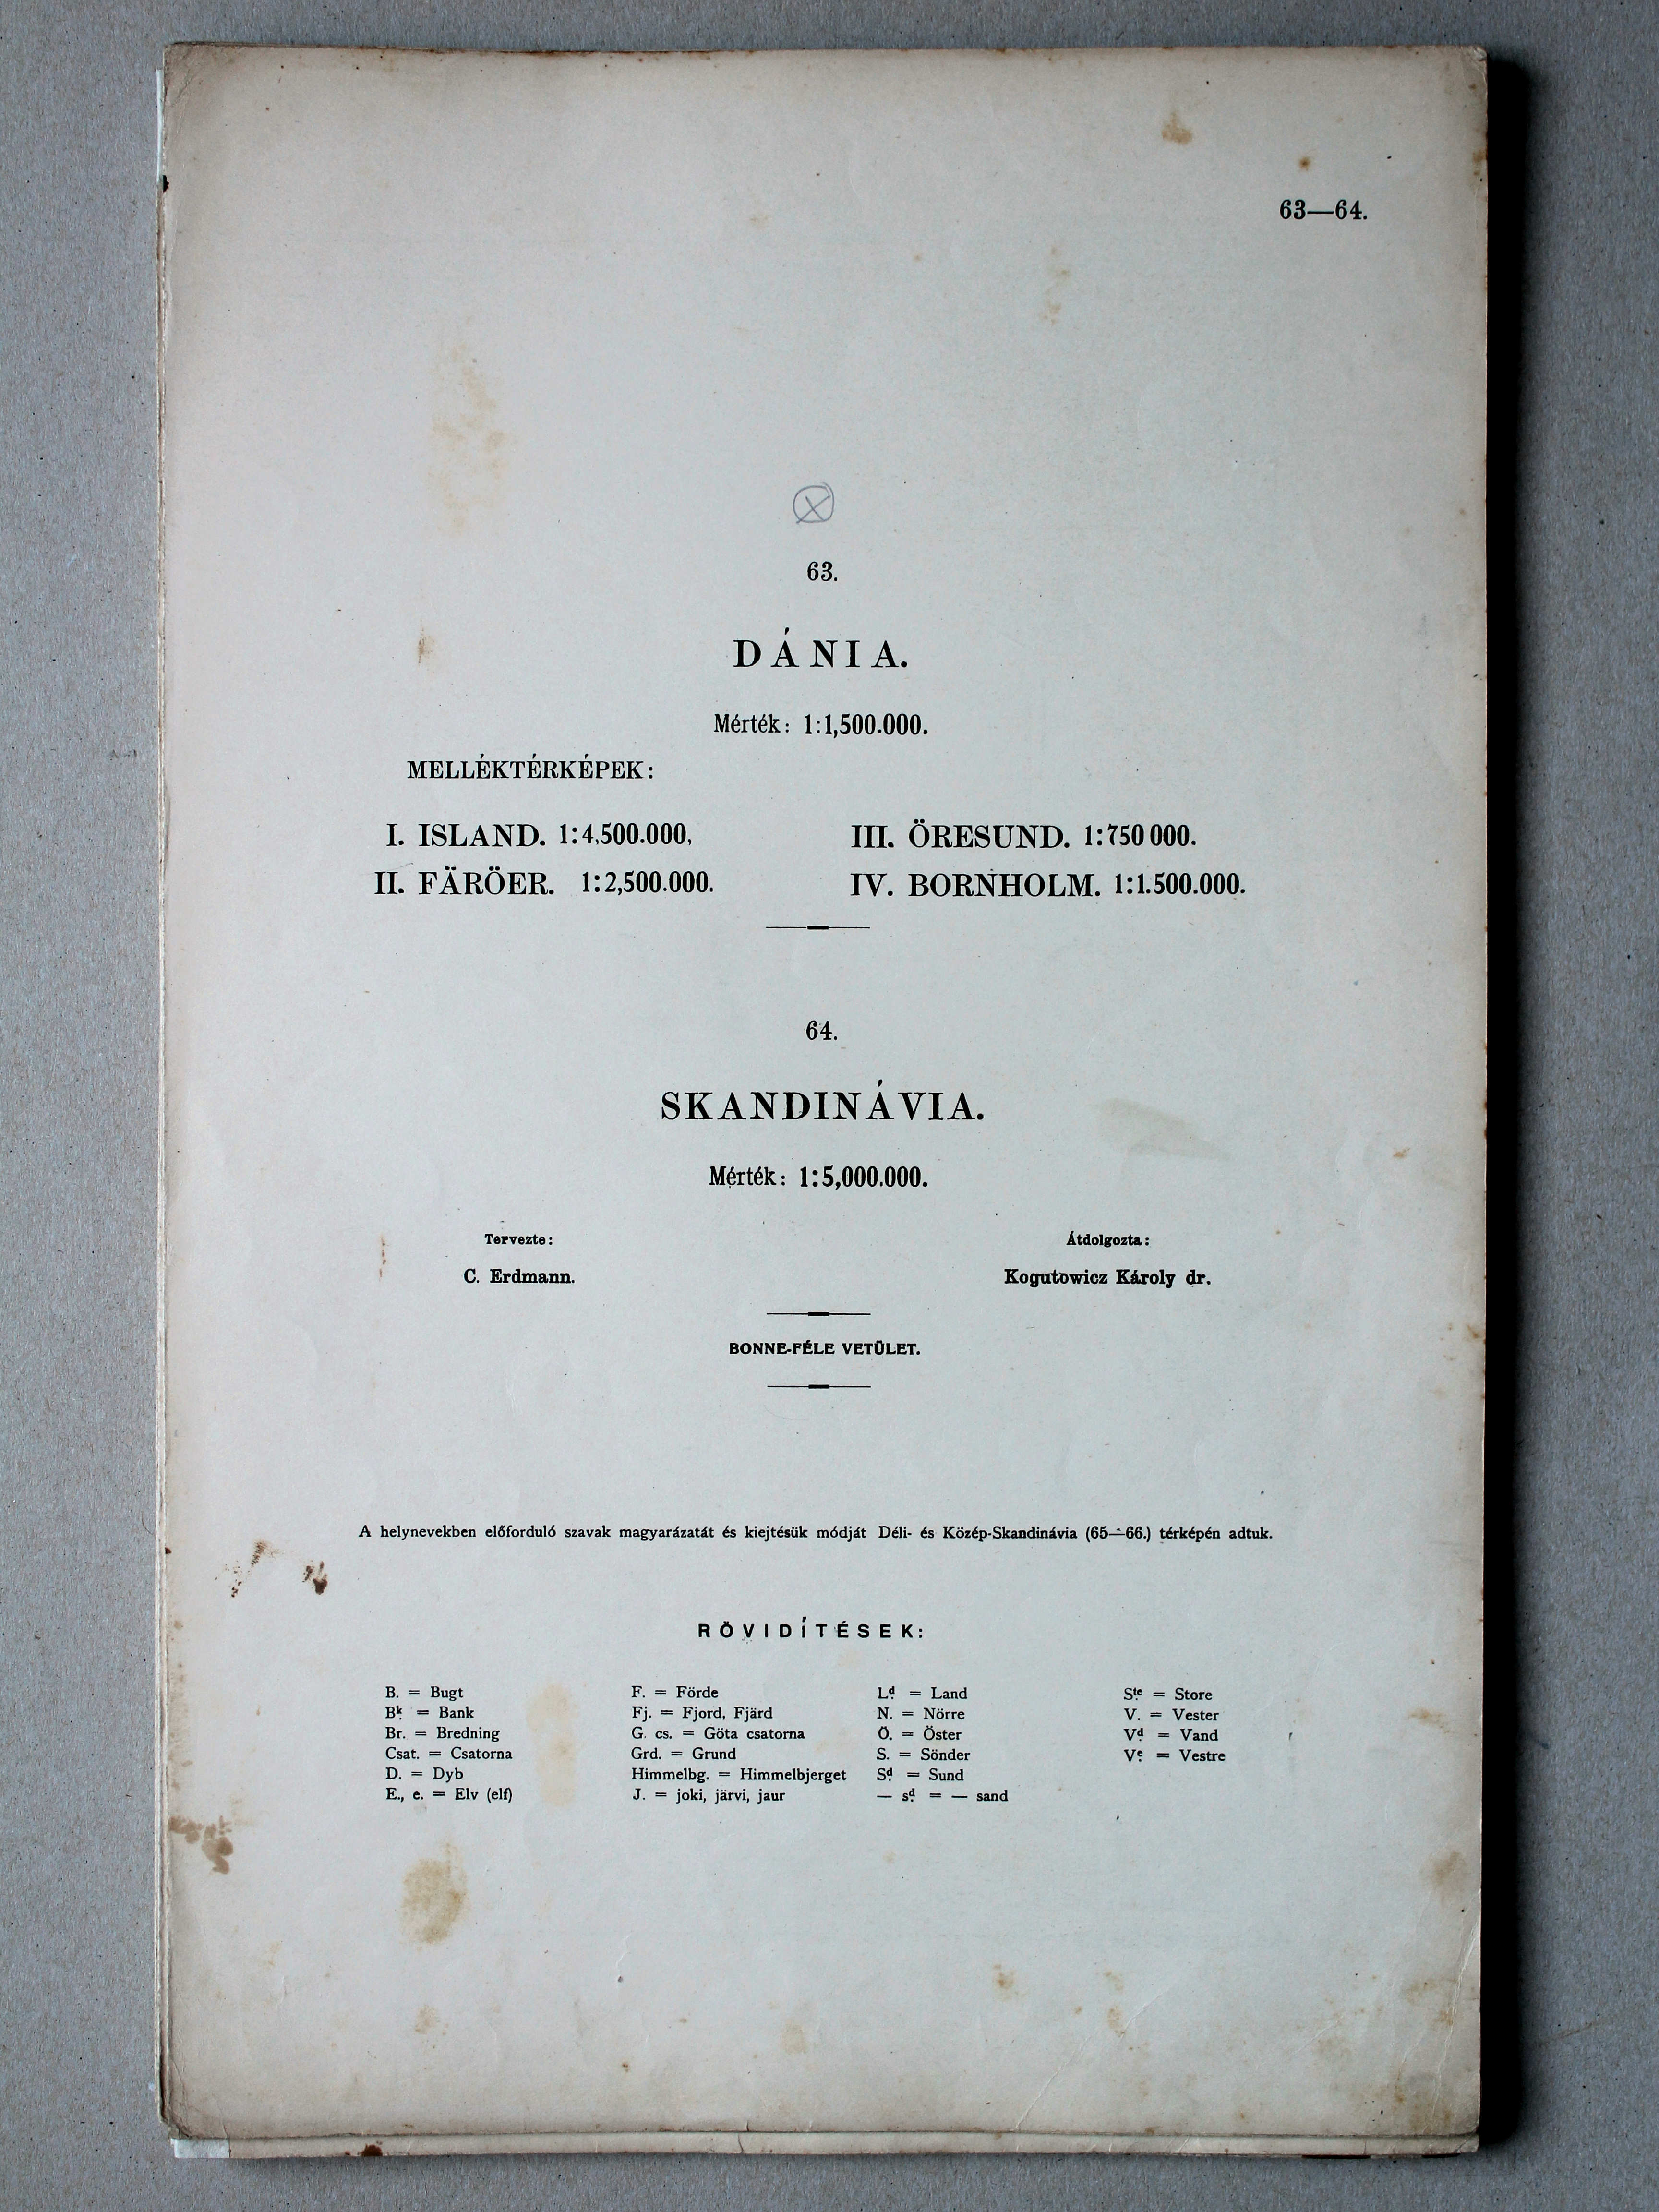 63—64.
63.
DÁNIA.
Mérték: 1:1,500.000.
MELLÉKTÉRKÉPEK:
I. ISLAND. 1:4,500.000,
III. ÖRESUND. 1:750 000.
II. FÄRÖER. 1:2,500.000.
IV. BORNHOLM. 1:1.500.000.
64.
SKANDINÁVIA.
Mérték: 1:5,000.000.
Tervezte:
C. Erdmann.
Átdolgozta:
Kogutowicz Károly dr.
BONNE-FÉLE VETÜLET.
A helynevekben előforduló szavak magyarázatát és kiejtésük módját Déli- és Közép-Skandinávia (65—66.) térképén adtuk.
RÖVIDÍTÉSEK:
B. = Bugt
Bk. = Bank
Br. = Bredning
Csat. = Csatorna
D. = Dyb
E., e. = Elv (elf)
F. = Förde
Fj. = Fjord, Fjärd
G. cs. = Göta csatorna
Grd. = Grund
Himmelbg. = Himmelbjerget
J. = joki, järvi, jaur
Ld. = Land
N. = Nörre
Ö. = Öster
S. = Sönder
Sd. = Sund
— sd. = — sand
Ste. = Store
V. = Vester
Vd. = Vand
Ve. = Vestre